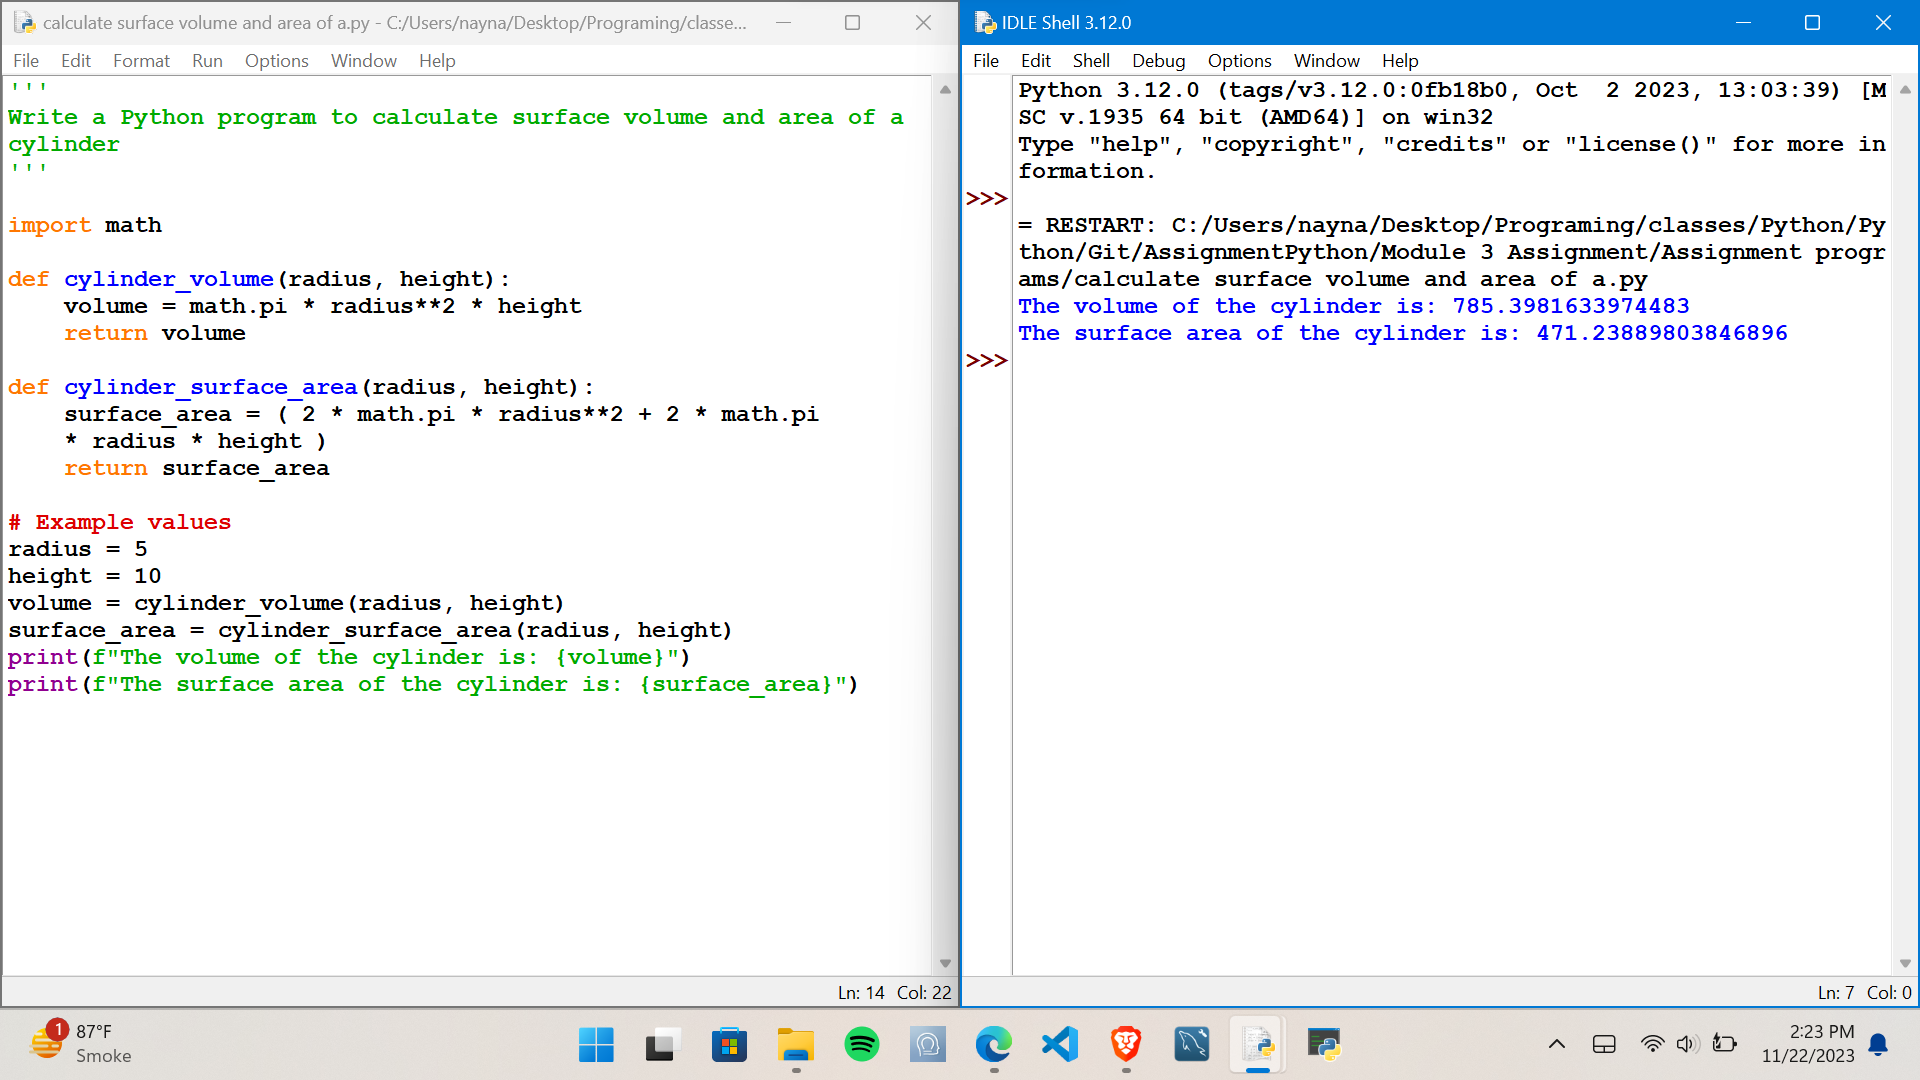 calculate surface volume and area of a.py - C:/Users/nayna/Desktop/Programing/classe...
File Edit Format Run Options Window Help
'''
Write a Python program to calculate surface volume and area of a
cylinder
'''
import math
def cylinder_volume(radius, height):
    volume = math.pi * radius**2 * height
    return volume
def cylinder_surface_area(radius, height):
    surface_area = ( 2 * math.pi * radius**2 + 2 * math.pi
    * radius * height )
    return surface_area
# Example values
radius = 5
height = 10
volume = cylinder_volume(radius, height)
surface_area = cylinder_surface_area(radius, height)
print(f"The volume of the cylinder is: {volume}")
print(f"The surface area of the cylinder is: {surface_area}")
Ln: 14 Col: 22
IDLE Shell 3.12.0
File Edit Shell Debug Options Window Help
Python 3.12.0 (tags/v3.12.0:0fb18b0, Oct  2 2023, 13:03:39) [M
SC v.1935 64 bit (AMD64)] on win32
Type "help", "copyright", "credits" or "license()" for more in
formation.
>>>
= RESTART: C:/Users/nayna/Desktop/Programing/classes/Python/Py
thon/Git/AssignmentPython/Module 3 Assignment/Assignment progr
ams/calculate surface volume and area of a.py
The volume of the cylinder is: 785.3981633974483
The surface area of the cylinder is: 471.23889803846896
>>>
Ln: 7 Col: 0
1
87°F
Smoke
2:23 PM
11/22/2023